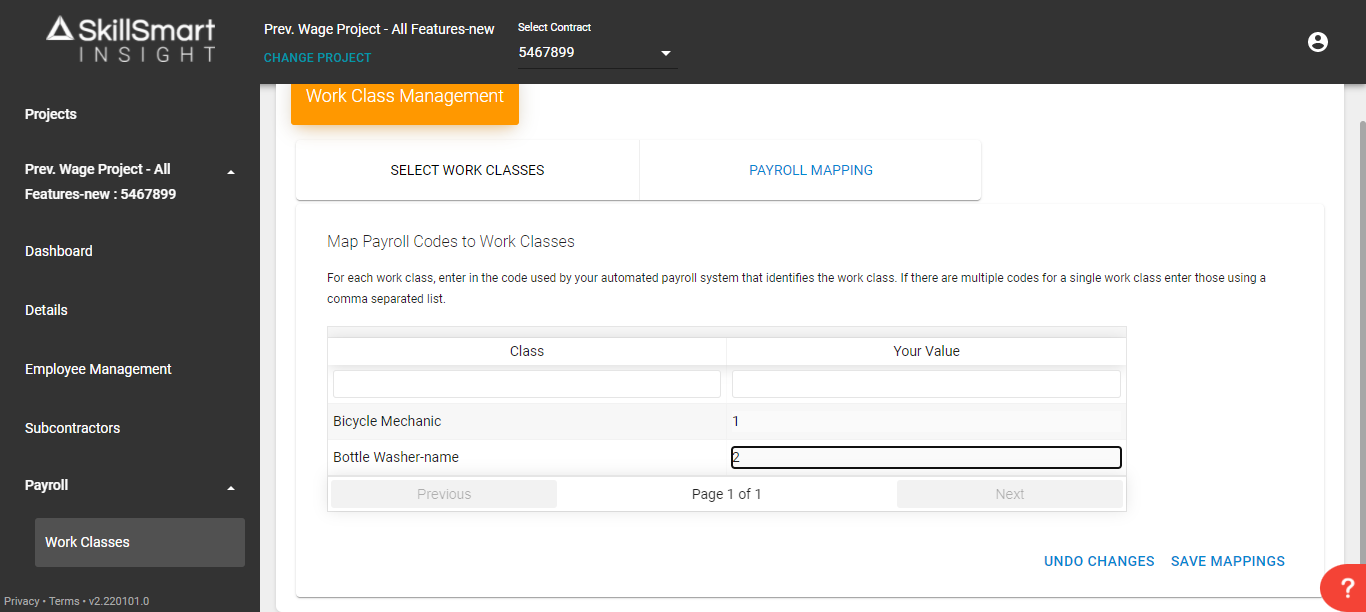 SkillSmart
INSIGHT
Prev. Wage Project - All Features-new
CHANGE PROJECT
Select Contract
5467899
Projects
Prev. Wage Project - All
Features-new : 5467899
Dashboard
Details
Employee Management
Subcontractors
Payroll
Work Classes
Privacy • Terms • v2.220101.0
Work Class Management
SELECT WORK CLASSES
PAYROLL MAPPING
Map Payroll Codes to Work Classes
For each work class, enter in the code used by your automated payroll system that identifies the work class. If there are multiple codes for a single work class enter those using a
comma separated list.
Class Your Value
Bicycle Mechanic 1
Bottle Washer-name 2
Previous Page 1 of 1 Next
UNDO CHANGES SAVE MAPPINGS
?